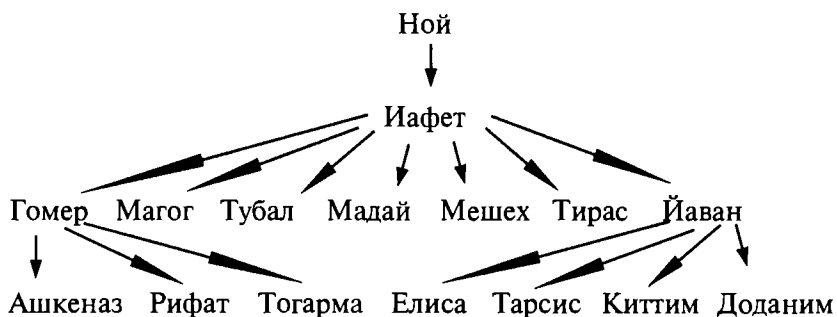 Ной
Иафет
Гомер Магог Тубал Мадай Мешех Тирас Йаван
Ашкеназ Рифат Тогарма Елиса Тарсис Киттим Доданим